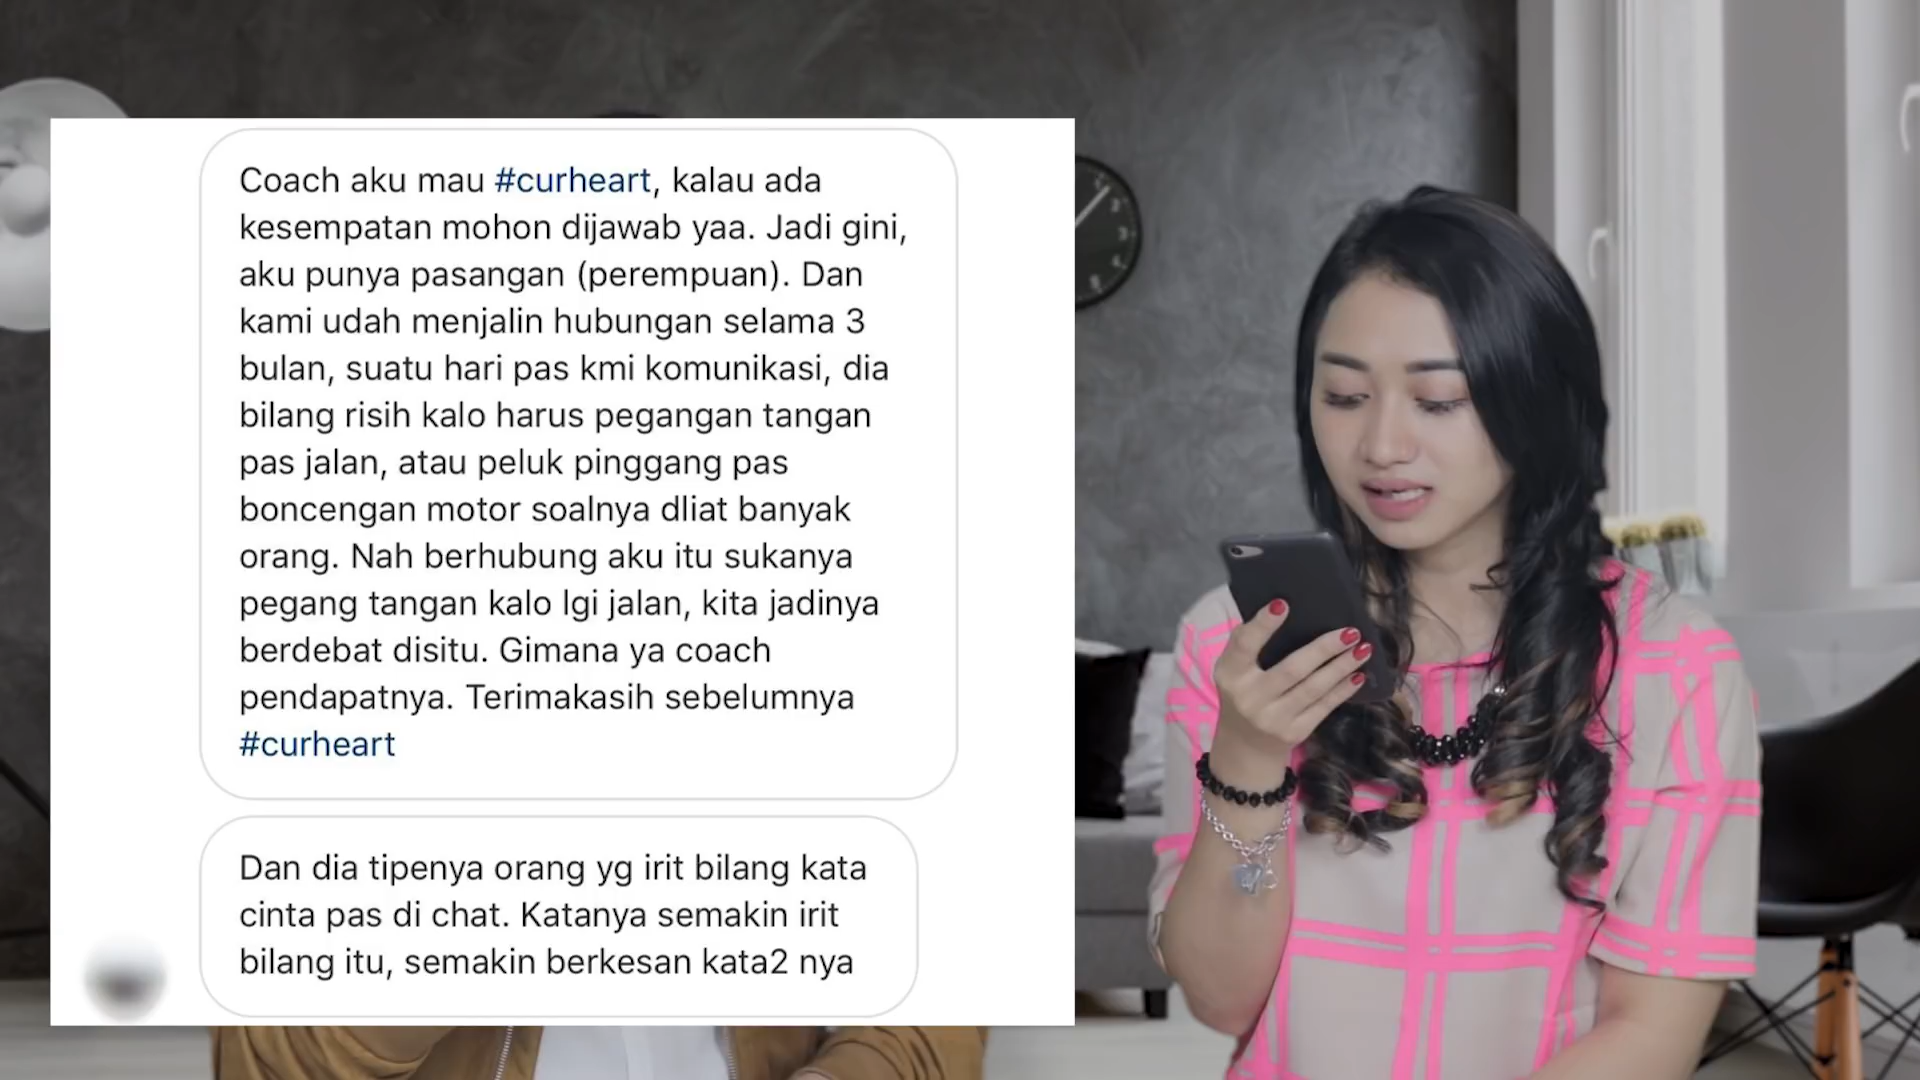 Coach aku mau #curheart, kalau ada
kesempatan mohon dijawab yaa. Jadi gini,
aku punya pasangan (perempuan). Dan
kami udah menjalin hubungan selama 3
bulan, suatu hari pas kmi komunikasi, dia
bilang risih kalo harus pegangan tangan
pas jalan, atau peluk pinggang pas
boncengan motor soalnya dliat banyak
orang. Nah berhubung aku itu sukanya
pegang tangan kalo lgi jalan, kita jadinya
berdebat disitu. Gimana ya coach
pendapatnya. Terimakasih sebelumnya
#curheart
Dan dia tipenya orang yg irit bilang kata
cinta pas di chat. Katanya semakin irit
bilang itu, semakin berkesan kata2 nya